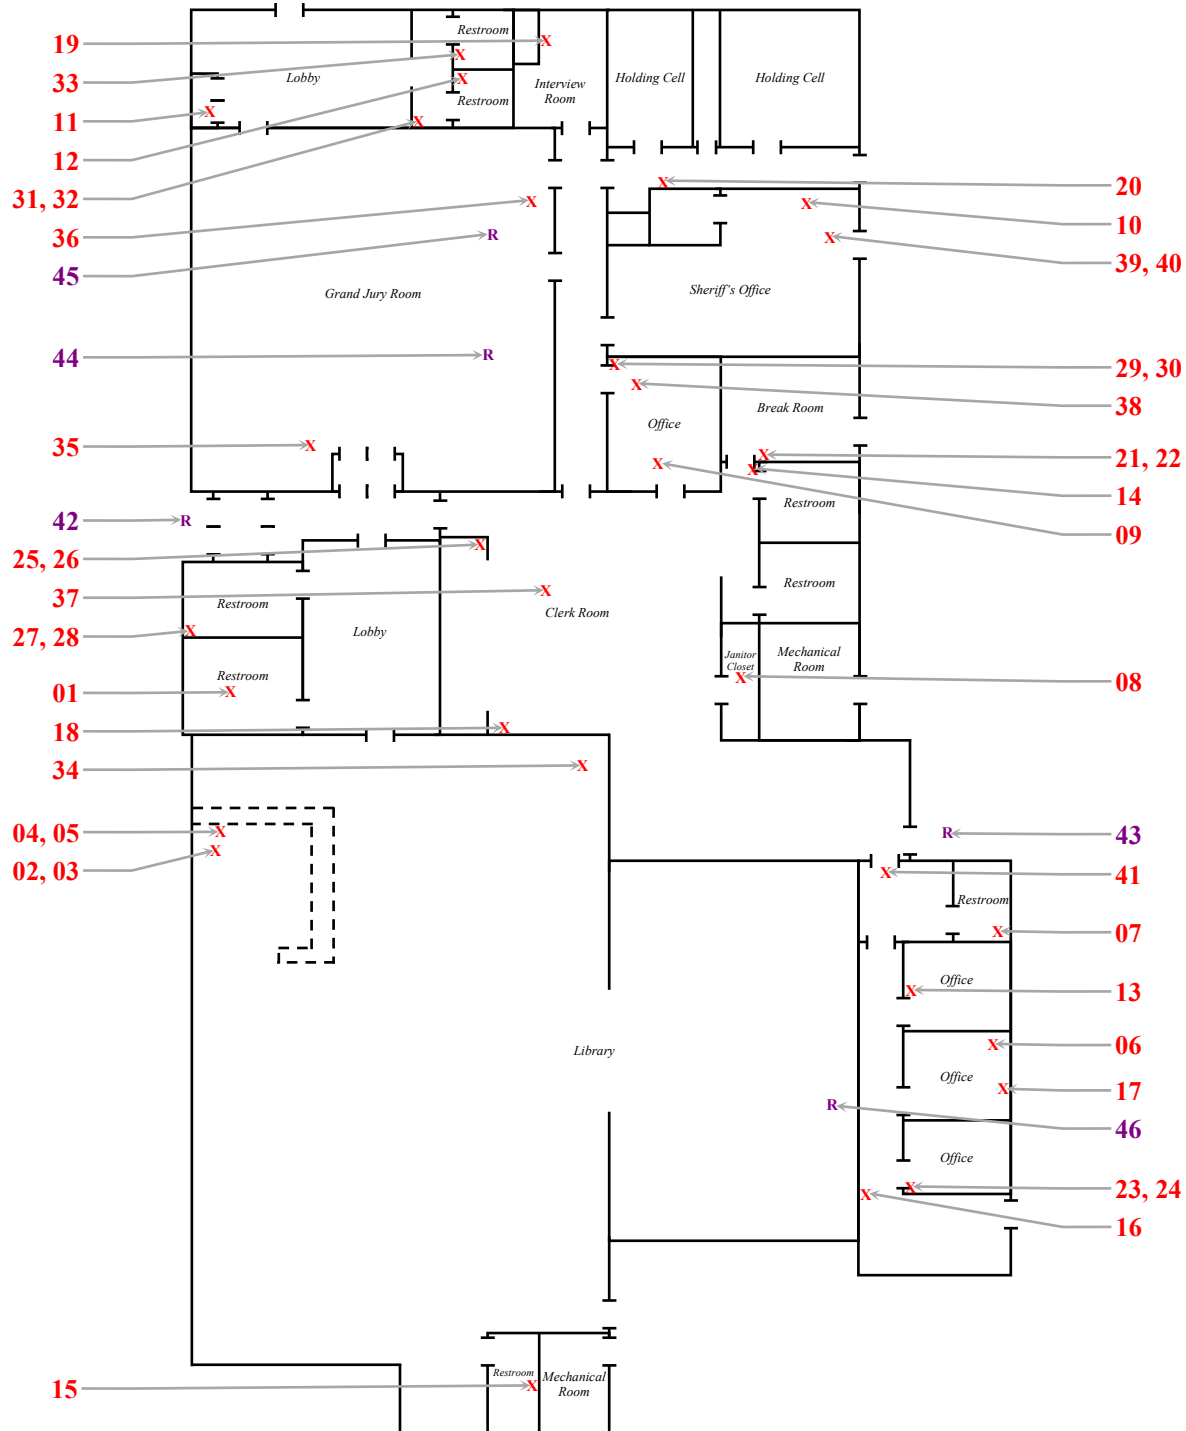 19
33
11
12
31, 32
36
45
44
35
42
25, 26
37
27, 28
01
18
34
04, 05
02, 03
15
Restroom
Lobby
Restroom
Interview
Room
Holding Cell
Holding Cell
X
X
X
X
X
X
X
R
Grand Jury Room
R
X
X
X
X
Sheriff's Office
X
X
Office
Break Room
X
X
X
Restroom
Restroom
R
X
X
Clerk Room
Restroom
Lobby
X
Restroom
X
Janitor
Closet
Mechanical
Room
X
X
X
X
X
R
X
Restroom
X
Office
X
Library
Office
X
X
R
Office
X
X
Restroom
Mechanical
Room
X
20
10
39, 40
29, 30
38
21, 22
14
09
08
43
41
07
13
06
17
46
23, 24
16